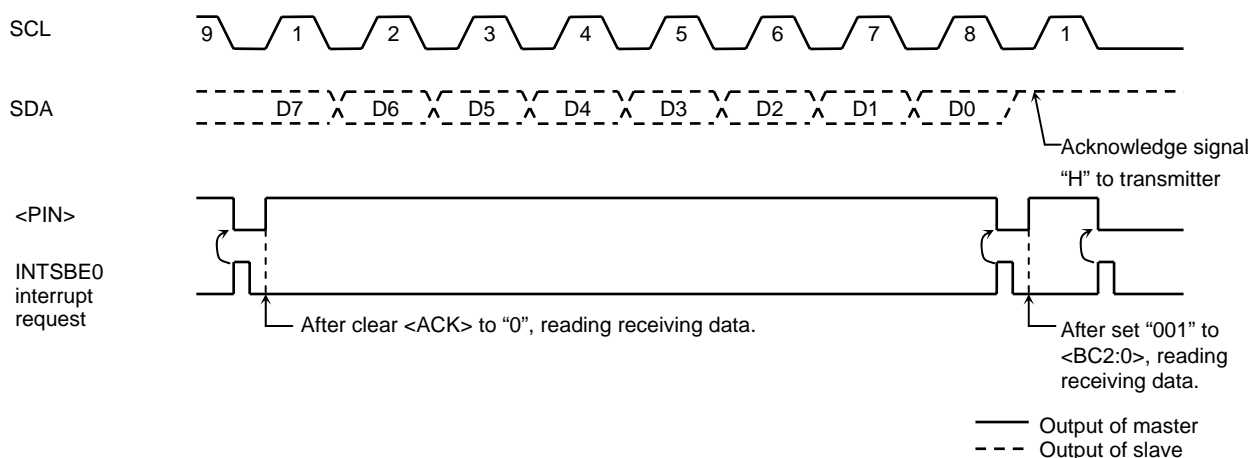 SCL
9 1 2 3 4 5 6 7 8 1
SDA
D7 D6 D5 D4 D3 D2 D1 D0
Acknowledge signal
“H” to transmitter
<PIN>
INTSBE0
interrupt
request
After clear <ACK> to “0”, reading receiving data.
After set “001” to
<BC2:0>, reading
receiving data.
Output of master
Output of slave